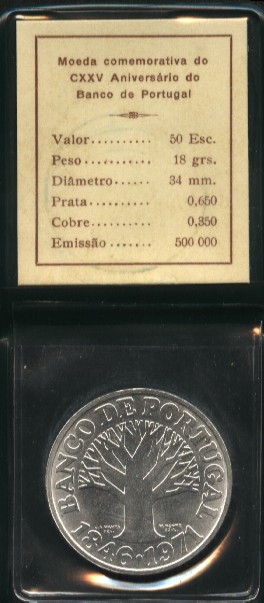 Moeda comemorativa do
CXXV Aniversário do
Banco de Portugal
Valor.......... 50 Esc.
Peso........... 18 grs.
Diâmetro...... 34 mm.
Prata.......... 0,650
Cobre.......... 0,350
Emissão ....... 500 000
BANCO DE PORTUGAL
1846·1971